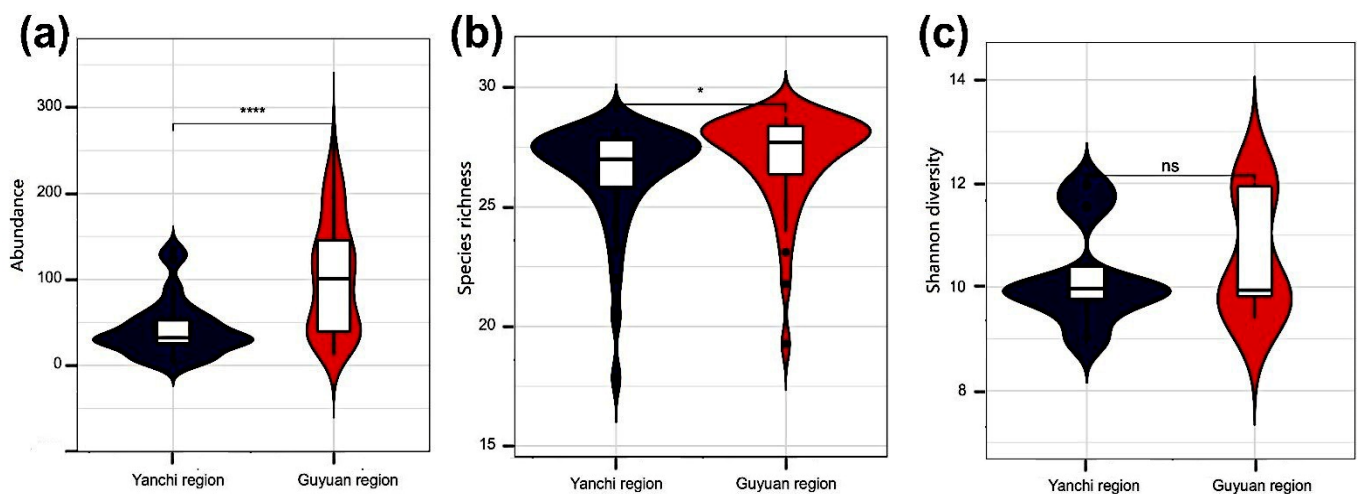 (a)
Abundance
300
200
100
0
****
Yanchi region
Guyuan region
(b)
Species richness
30
25
20
15
*
Yanchi region
Guyuan region
(c)
Shannon diversity
14
12
10
8
ns
Yanchi region
Guyuan region